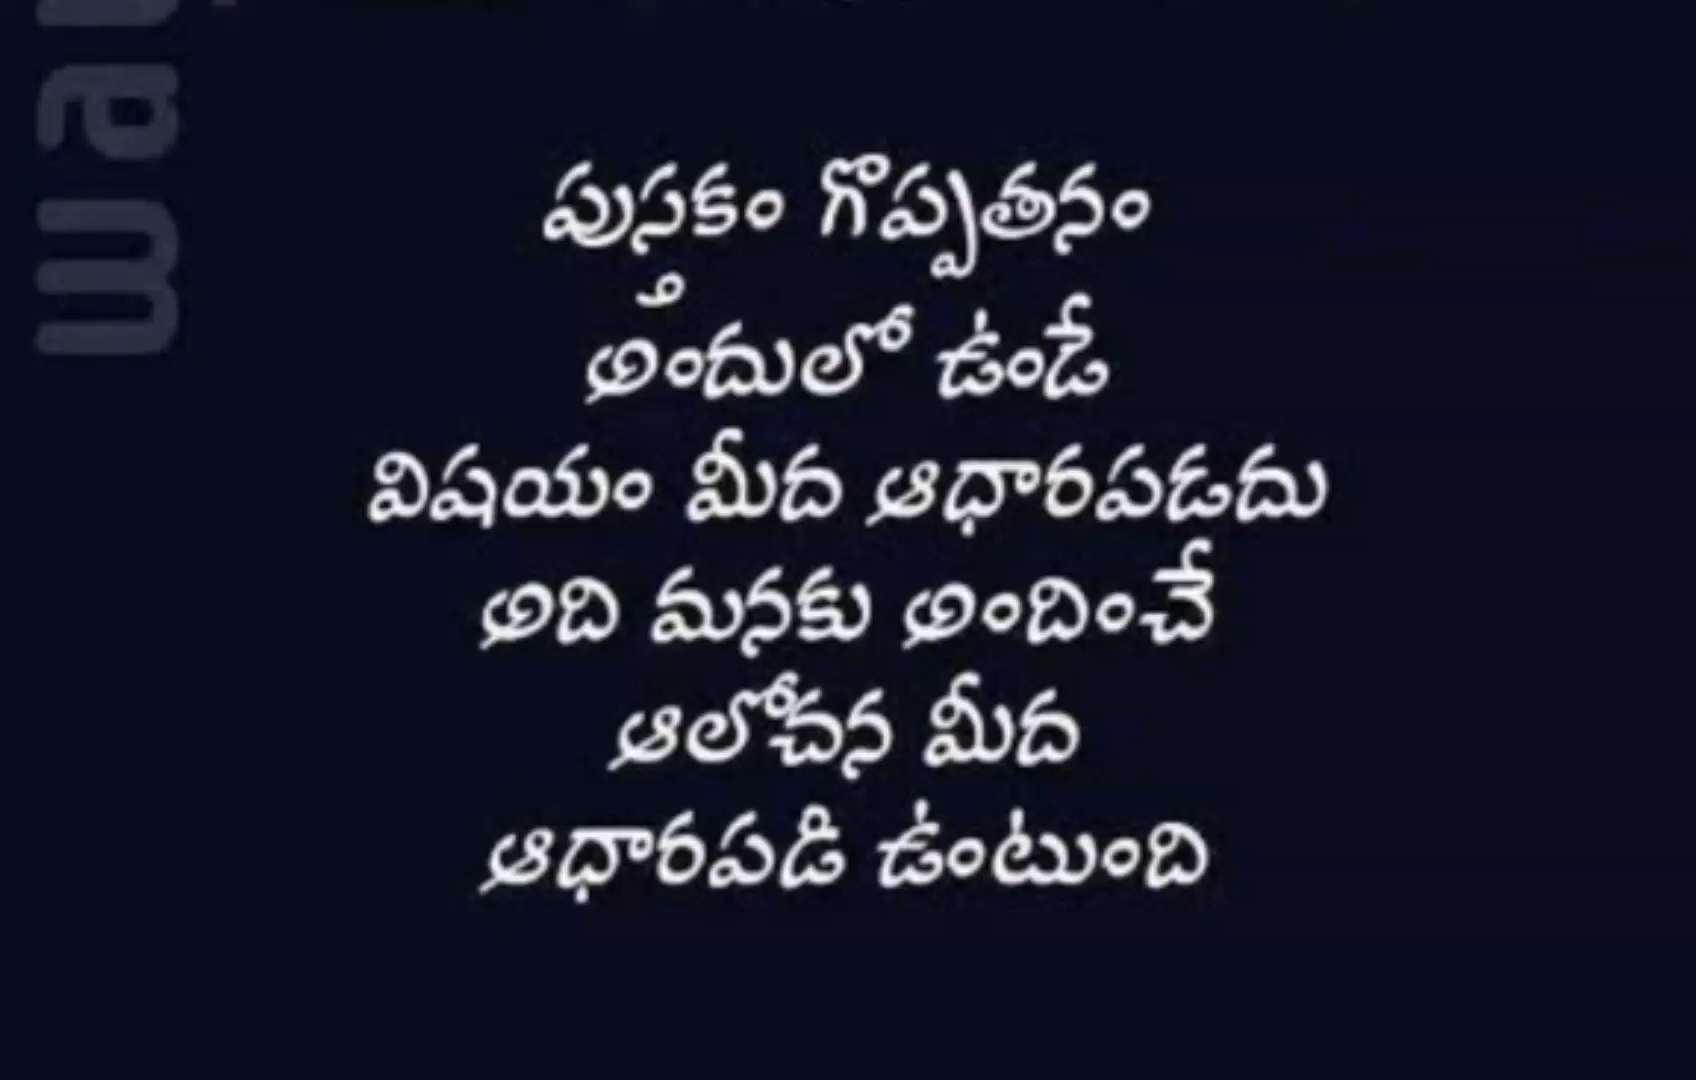 పుస్తకం గొప్పతనం
అందులో ఉండే
విషయం మీద ఆధారపడదు
అది మనకు అందించే
ఆలోచన మీద
ఆధారపడి ఉంటుంది